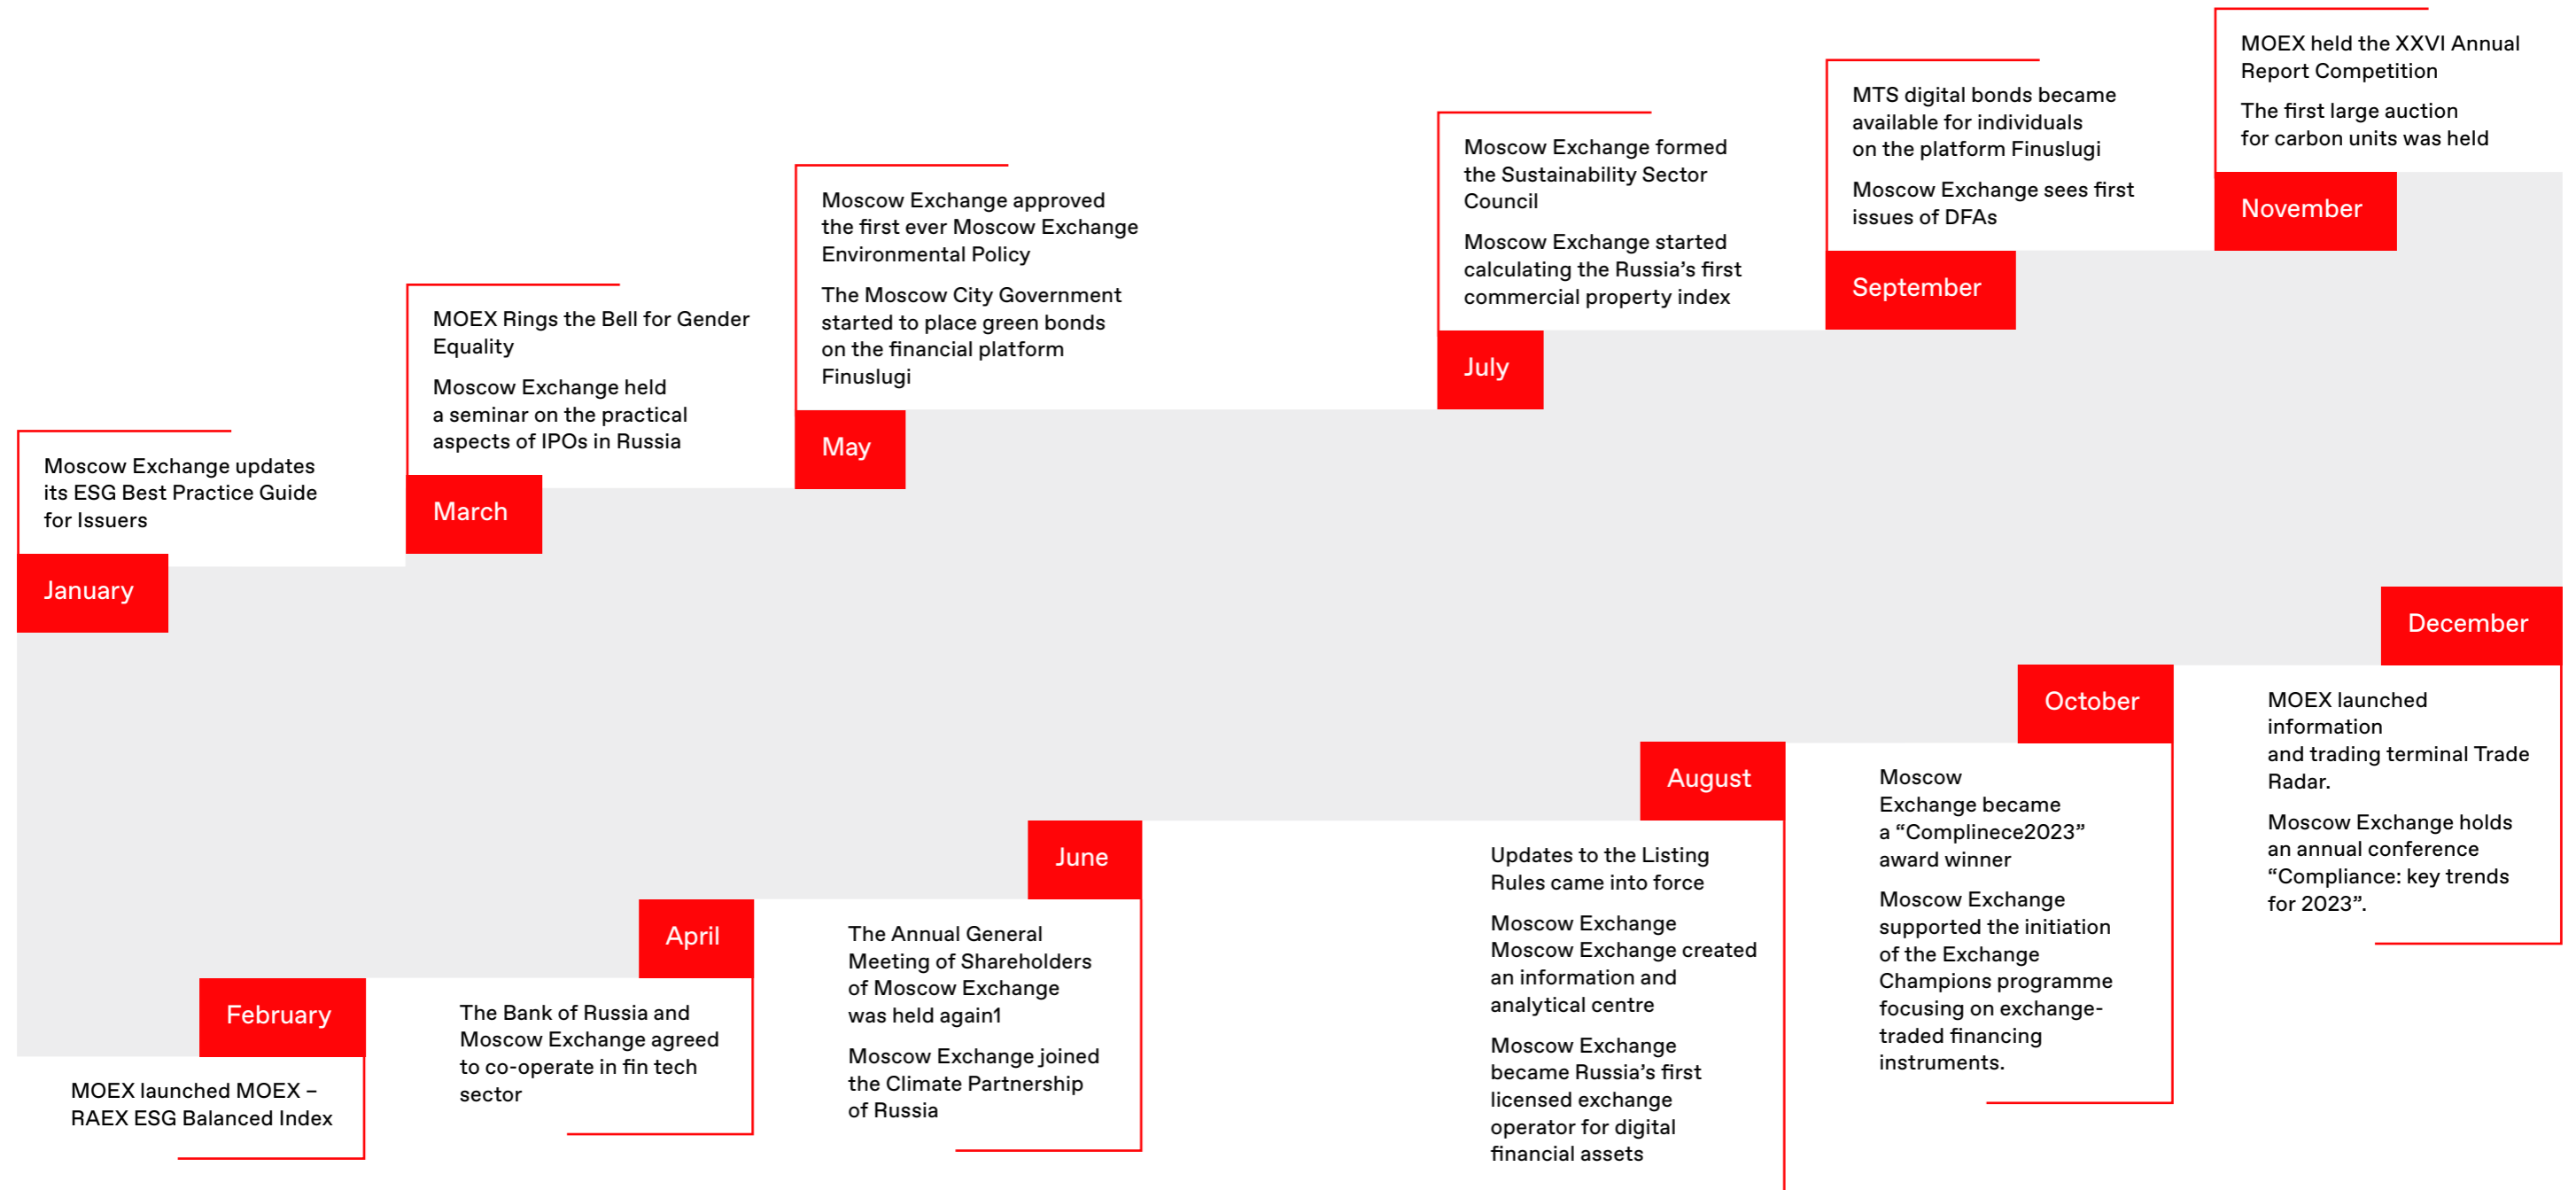 Moscow Exchange updates
its ESG Best Practice Guide
for Issuers
January
MOEX launched MOEX –
RAEX ESG Balanced Index
February
MOEX Rings the Bell for Gender
Equality
Moscow Exchange held
a seminar on the practical
aspects of IPOs in Russia
March
The Bank of Russia and
Moscow Exchange agreed
to co-operate in fin tech
sector
April
Moscow Exchange approved
the first ever Moscow Exchange
Environmental Policy
The Moscow City Government
started to place green bonds
on the financial platform
Finuslugi
May
June
The Annual General
Meeting of Shareholders
of Moscow Exchange
was held again1
Moscow Exchange joined
the Climate Partnership
of Russia
Moscow Exchange formed
the Sustainability Sector
Council
Moscow Exchange started
calculating the Russia’s first
commercial property index
July
August
Updates to the Listing
Rules came into force
Moscow Exchange
Moscow Exchange created
an information and
analytical centre
Moscow Exchange
became Russia’s first
licensed exchange
operator for digital
financial assets
MTS digital bonds became
available for individuals
on the platform Finuslugi
Moscow Exchange sees first
issues of DFAs
September
October
Moscow
Exchange became
a “Complinece2023”
award winner
Moscow Exchange
supported the initiation
of the Exchange
Champions programme
focusing on exchange-
traded financing
instruments.
MOEX held the XXVI Annual
Report Competition
The first large auction
for carbon units was held
November
December
MOEX launched
information
and trading terminal Trade
Radar.
Moscow Exchange holds
an annual conference
“Compliance: key trends
for 2023”.